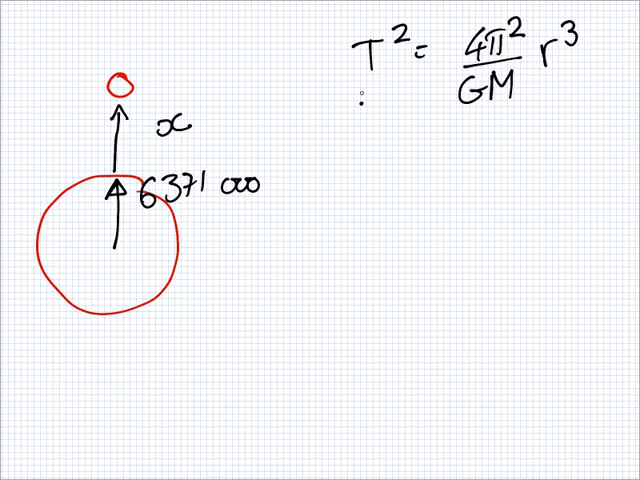 T² = 4π²/GM r³
x
6371 000